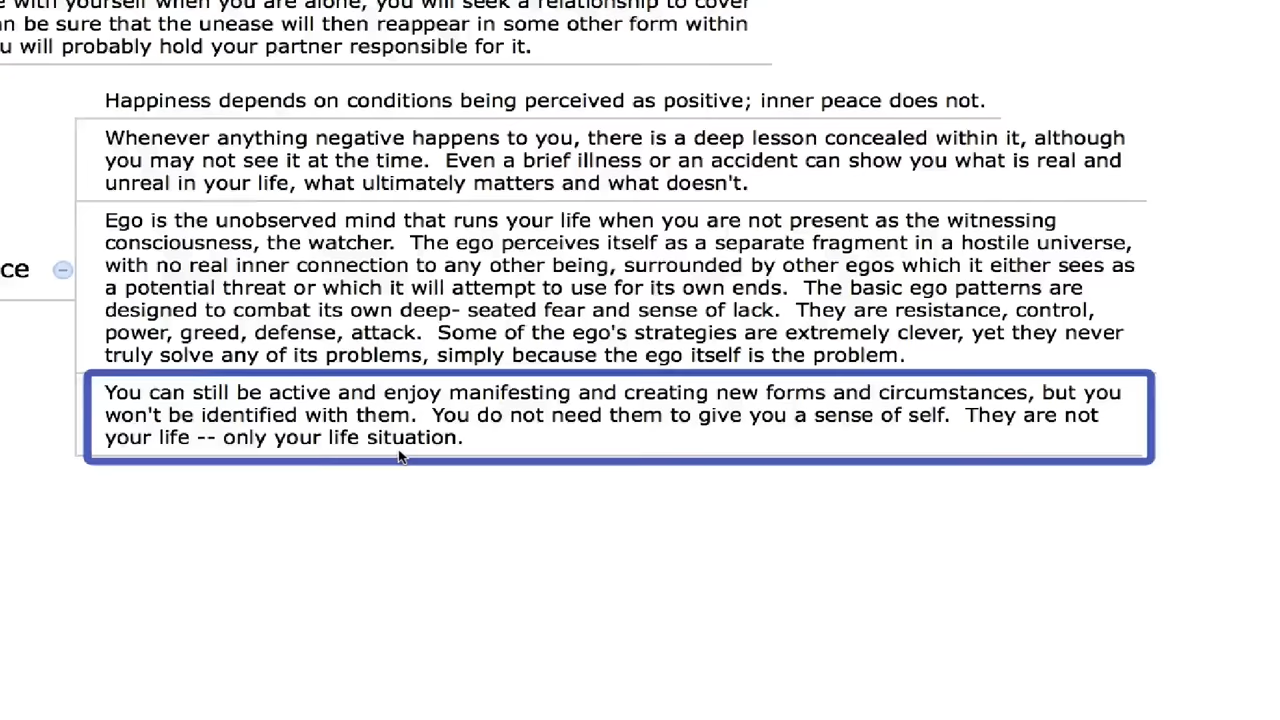 with yourself when you are alone, you will seek a relationship to cover
be sure that the unease will then reappear in some other form within
will probably hold your partner responsible for it.
Happiness depends on conditions being perceived as positive; inner peace does not.
Whenever anything negative happens to you, there is a deep lesson concealed within it, although
you may not see it at the time.  Even a brief illness or an accident can show you what is real and
unreal in your life, what ultimately matters and what doesn't.
Ego is the unobserved mind that runs your life when you are not present as the witnessing
consciousness, the watcher.  The ego perceives itself as a separate fragment in a hostile universe,
ce
with no real inner connection to any other being, surrounded by other egos which it either sees as
a potential threat or which it will attempt to use for its own ends.  The basic ego patterns are
designed to combat its own deep- seated fear and sense of lack.  They are resistance, control,
power, greed, defense, attack.  Some of the ego's strategies are extremely clever, yet they never
truly solve any of its problems, simply because the ego itself is the problem.
You can still be active and enjoy manifesting and creating new forms and circumstances, but you
won't be identified with them.  You do not need them to give you a sense of self.  They are not
your life -- only your life situation.